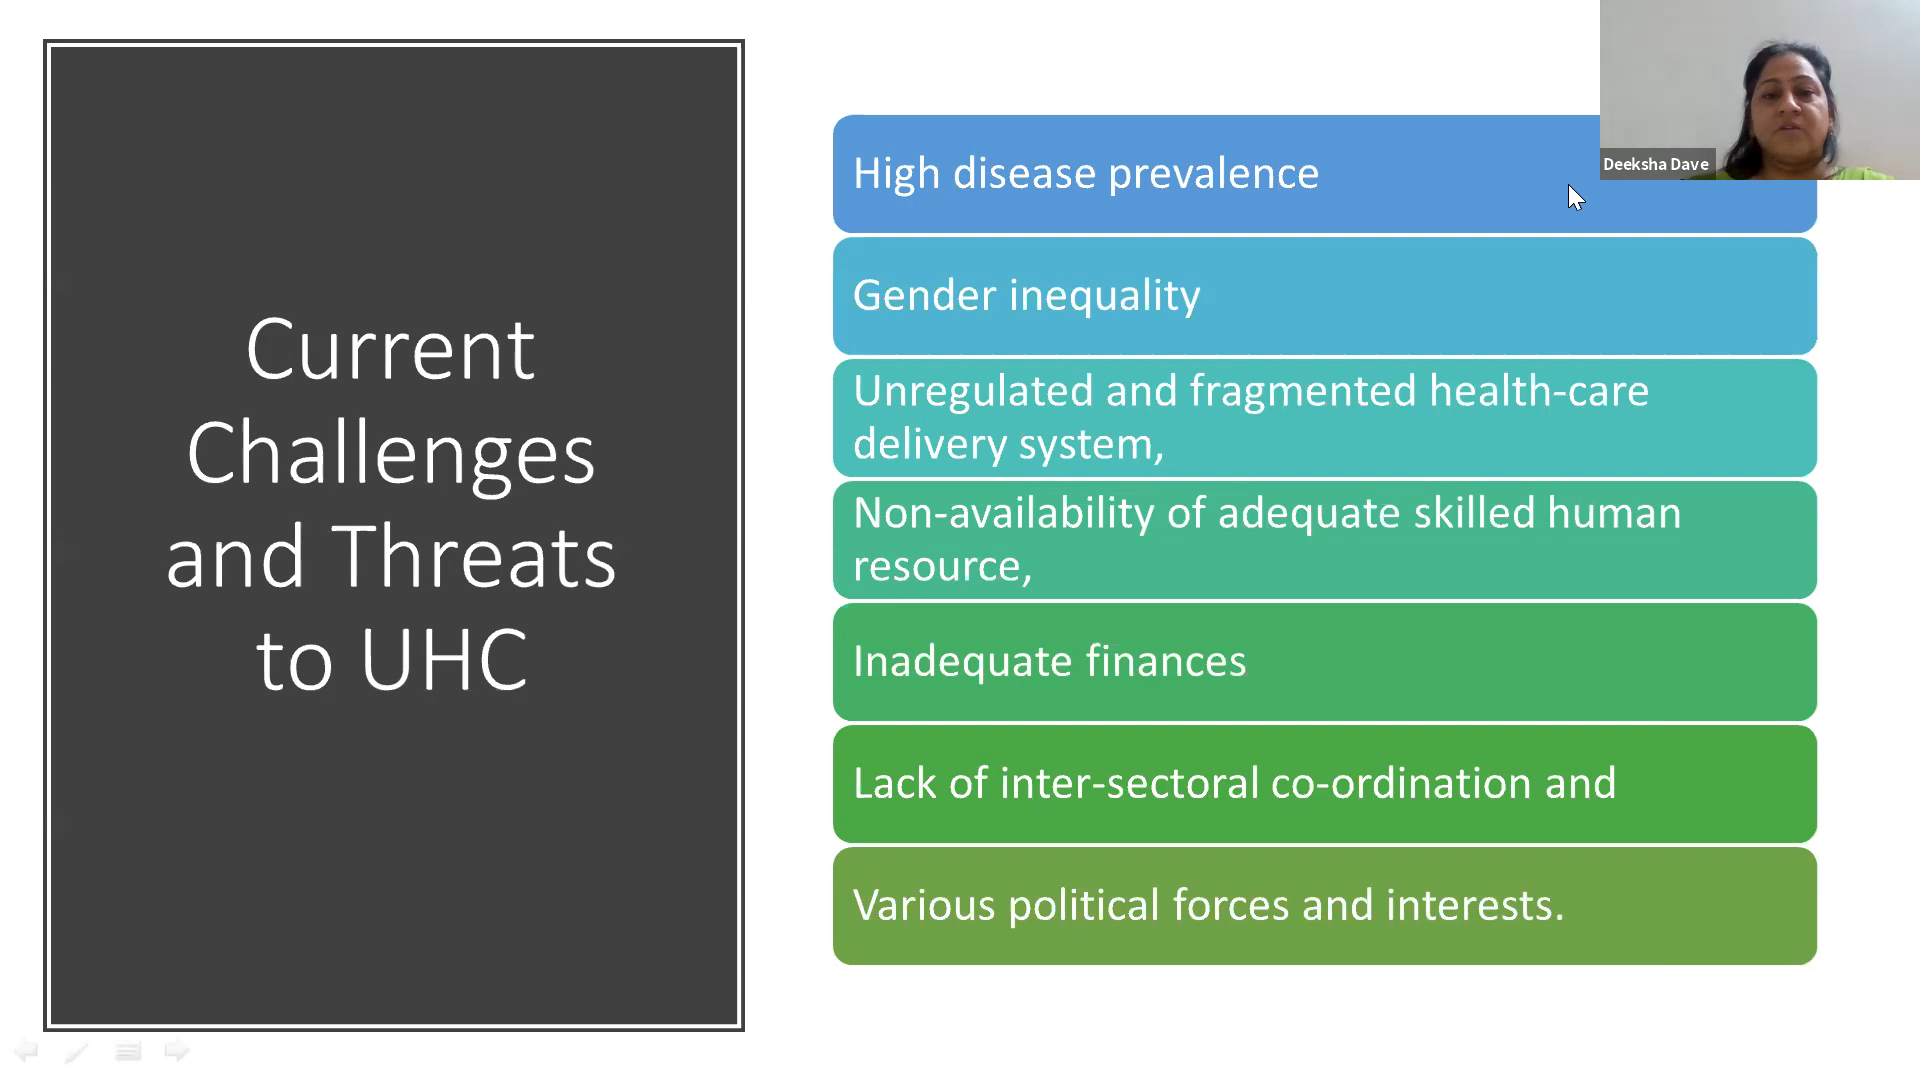 Current
Challenges
and Threats
to UHC
High disease prevalence
Gender inequality
Unregulated and fragmented health-care
delivery system,
Non-availability of adequate skilled human
resource,
Inadequate finances
Lack of inter-sectoral co-ordination and
Various political forces and interests.
Deeksha Dave